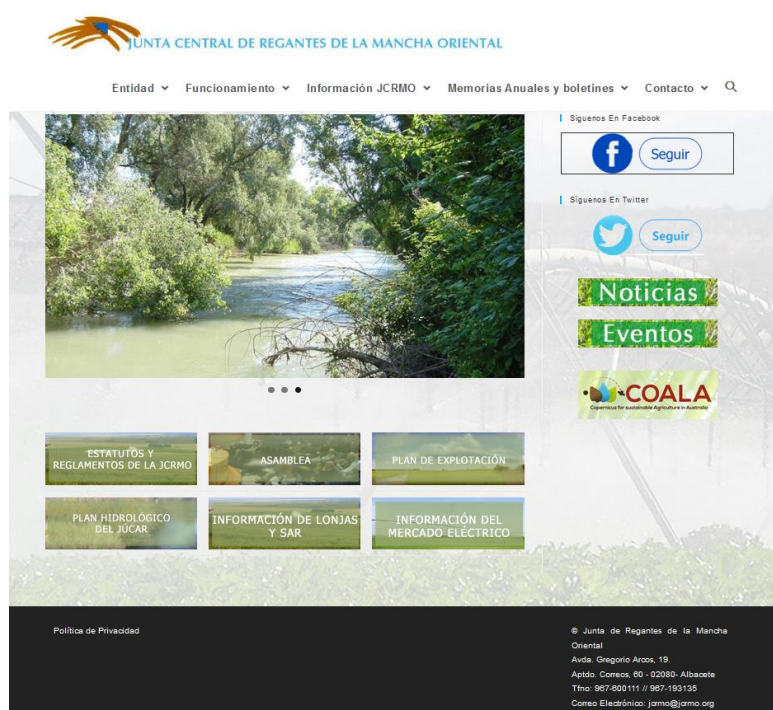 JUNTA CENTRAL DE REGANTES DE LA MANCHA ORIENTAL
Entidad Funcionamiento Información JCRMO Memorias Anuales y boletines Contacto
Síguenos En Facebook
Seguir
Síguenos En Twitter
Seguir
Noticias
Eventos
COALA
Copernicus for sustainable Agriculture in Australia
ESTATUTOS Y
REGLAMENTOS DE LA JCRMO
ASAMBLEA
PLAN DE EXPLOTACIÓN
PLAN HIDROLÓGICO
DEL JÚCAR
INFORMACIÓN DE LONJAS
Y SAR
INFORMACIÓN DEL
MERCADO ELÉCTRICO
Política de Privacidad
© Junta de Regantes de la Mancha
Oriental
Avda. Gregorio Arcos, 19.
Aptdo. Correos, 60 - 02080- Albacete
Tfno: 967-600111 // 967-193135
Correo Electrónico: jcrmo@jcrmo.org